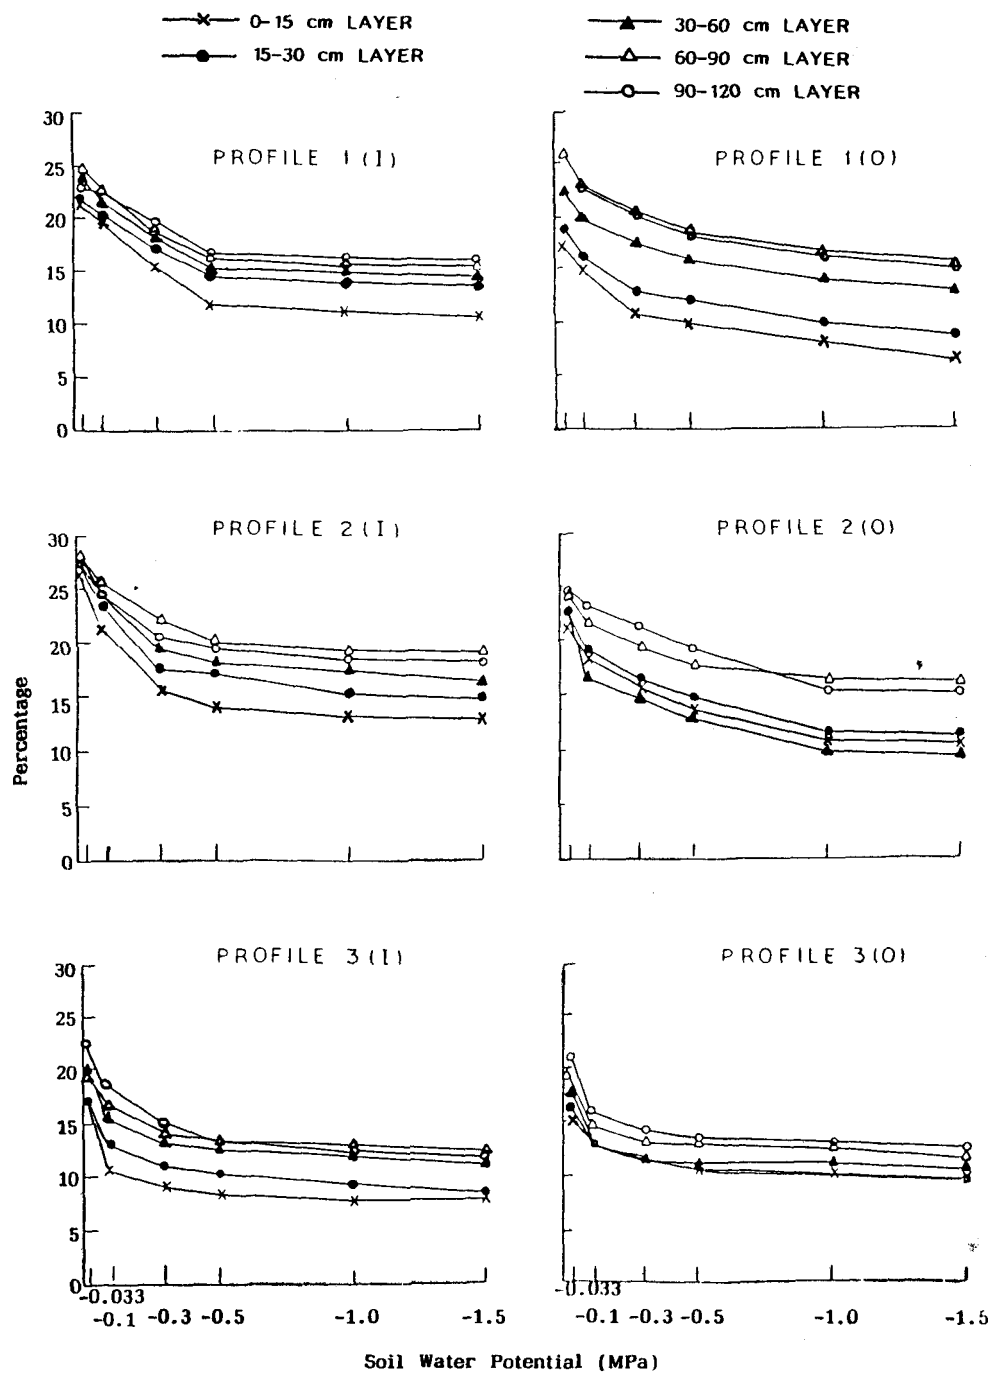 0-15 cm LAYER
15-30 cm LAYER
30-60 cm LAYER
60-90 cm LAYER
90-120 cm LAYER
PROFILE 1(I)
30
25
20
15
10
5
0
PROFILE 1(O)
PROFILE 2(I)
30
25
20
15
10
5
0
PROFILE 2(O)
Percentage
PROFILE 3(I)
30
25
20
15
10
5
0
PROFILE 3(O)
-0.033
-0.1 -0.3 -0.5 -1.0 -1.5
-0.033
-0.1 -0.3 -0.5 -1.0 -1.5
Soil Water Potential (MPa)